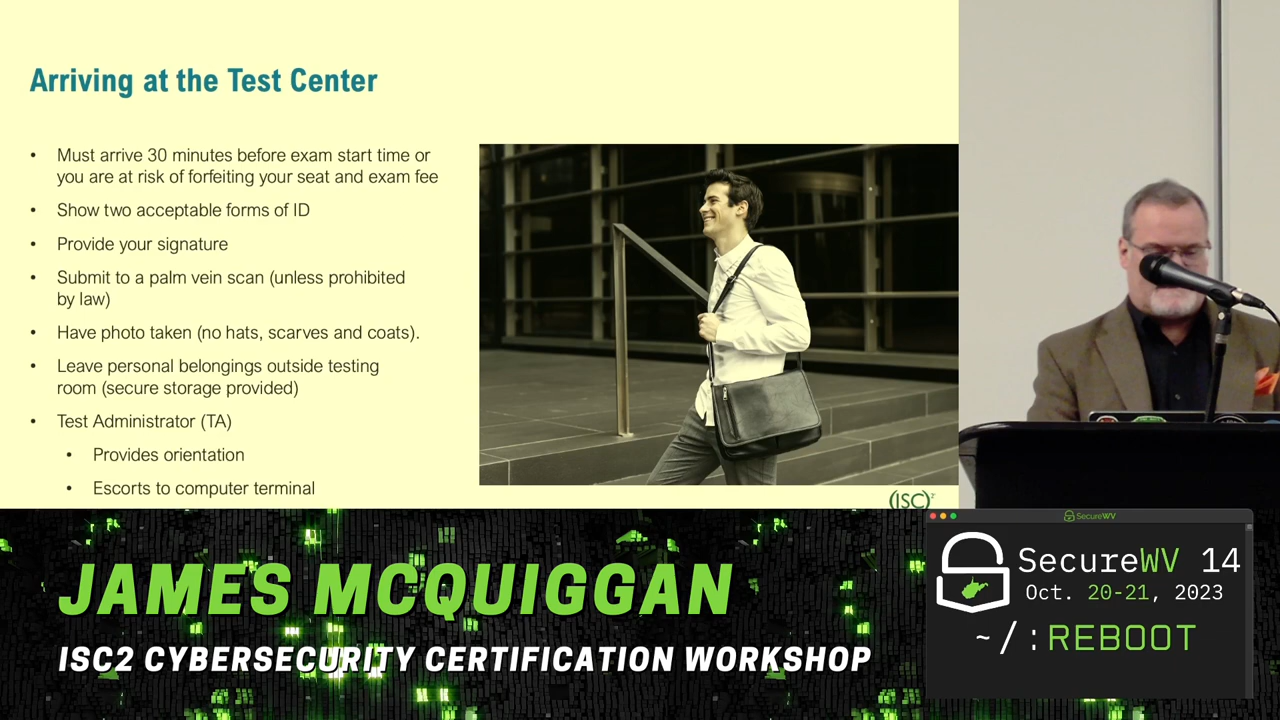 Arriving at the Test Center
• Must arrive 30 minutes before exam start time or
you are at risk of forfeiting your seat and exam fee
• Show two acceptable forms of ID
• Provide your signature
• Submit to a palm vein scan (unless prohibited
by law)
• Have photo taken (no hats, scarves and coats).
• Leave personal belongings outside testing
room (secure storage provided)
• Test Administrator (TA)
• Provides orientation
• Escorts to computer terminal
(ISC)²
JAMES MCQUIGGAN
ISC2 CYBERSECURITY CERTIFICATION WORKSHOP
SecureWV
SecureWV 14
Oct. 20-21, 2023
~/:REBOOT